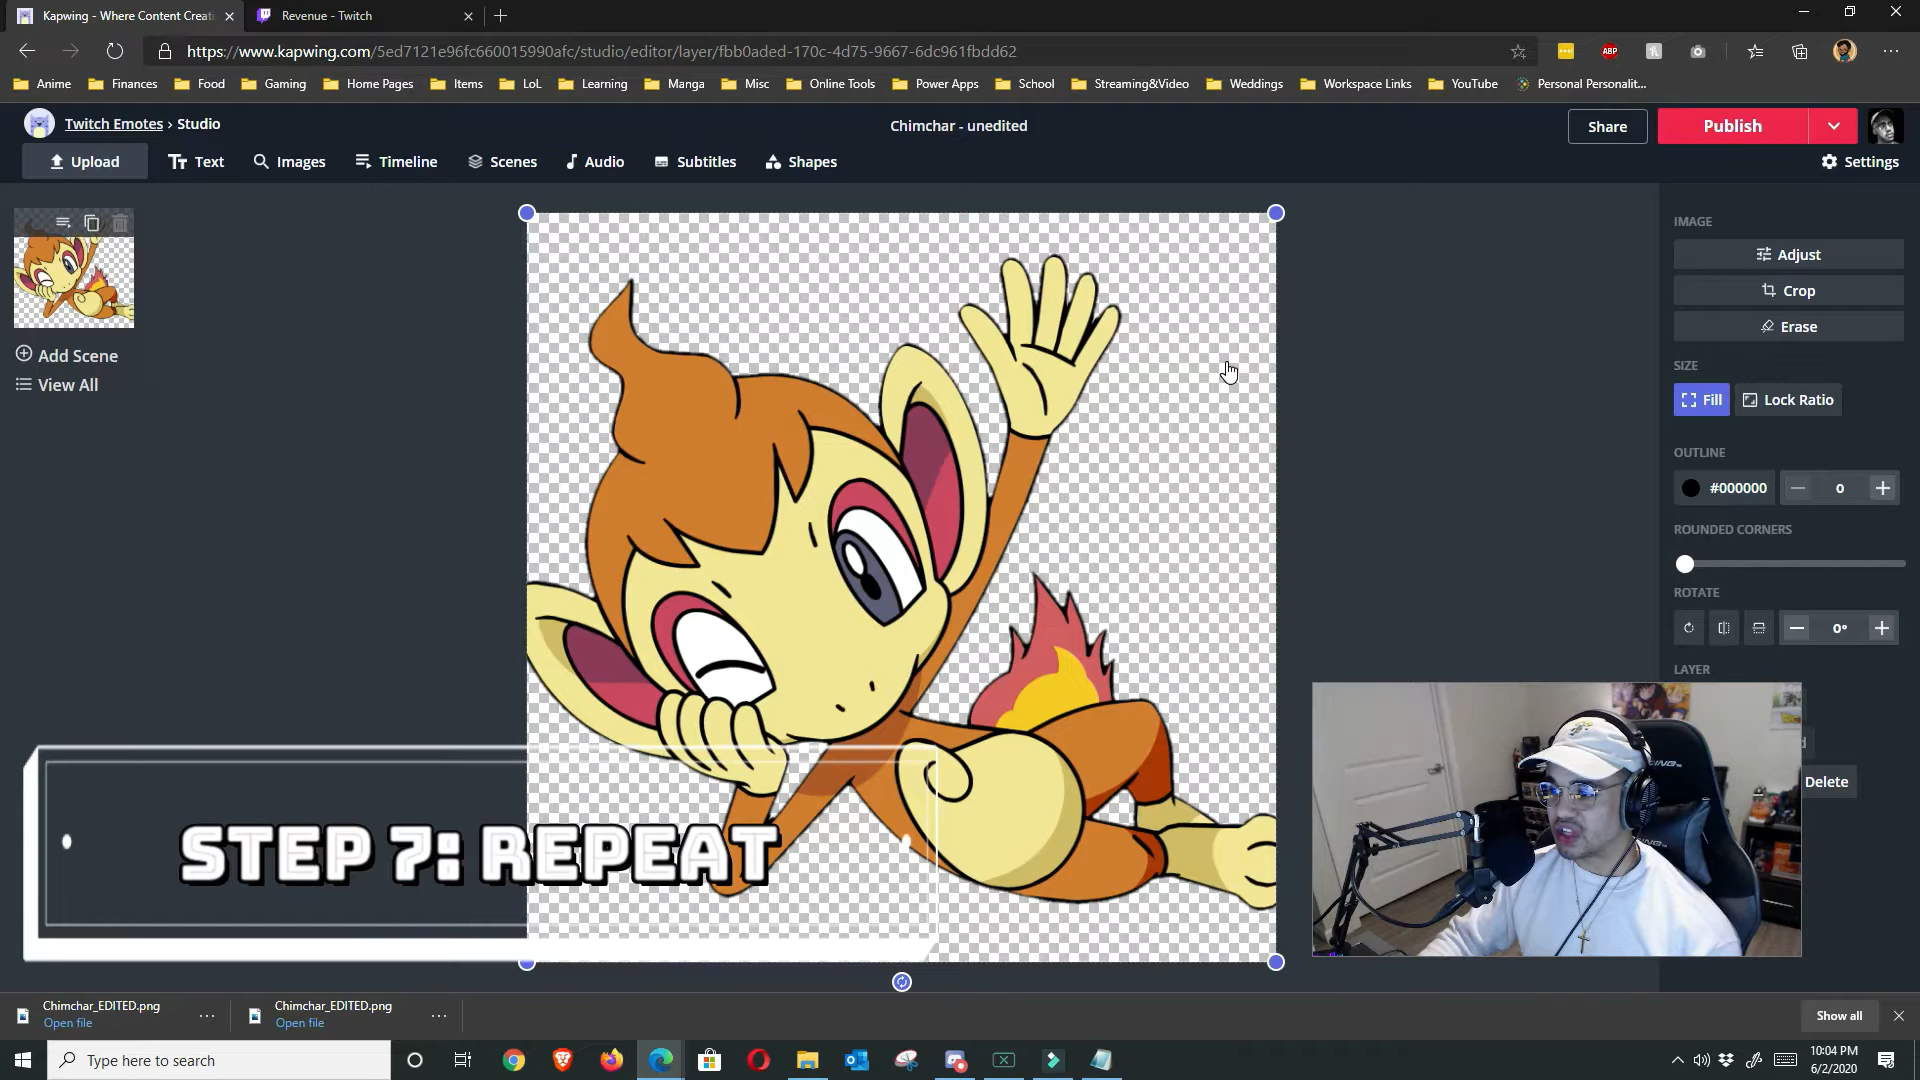 Kapwing - Where Content Creati
Revenue - Twitch
https://www.kapwing.com/5ed7121e96fc660015990afc/studio/editor/layer/fbb0aded-170c-4d75-9667-6dc961fbdd62
ABP
Anime
Finances
Food
Gaming
Home Pages
Items
LoL
Learning
Manga
Misc
Online Tools
Power Apps
School
Streaming&Video
Weddings
Workspace Links
YouTube
Personal Personalit...
Twitch Emotes › Studio
Chimchar - unedited
Share
Publish
Upload
Text
Images
Timeline
Scenes
Audio
Subtitles
Shapes
Settings
Add Scene
View All
IMAGE
Adjust
Crop
Erase
SIZE
Fill
Lock Ratio
OUTLINE
#000000
0
ROUNDED CORNERS
ROTATE
0°
LAYER
Delete
STEP 7: REPEAT
Chimchar_EDITED.png
Open file
Chimchar_EDITED.png
Open file
Show all
Type here to search
10:04 PM
6/2/2020